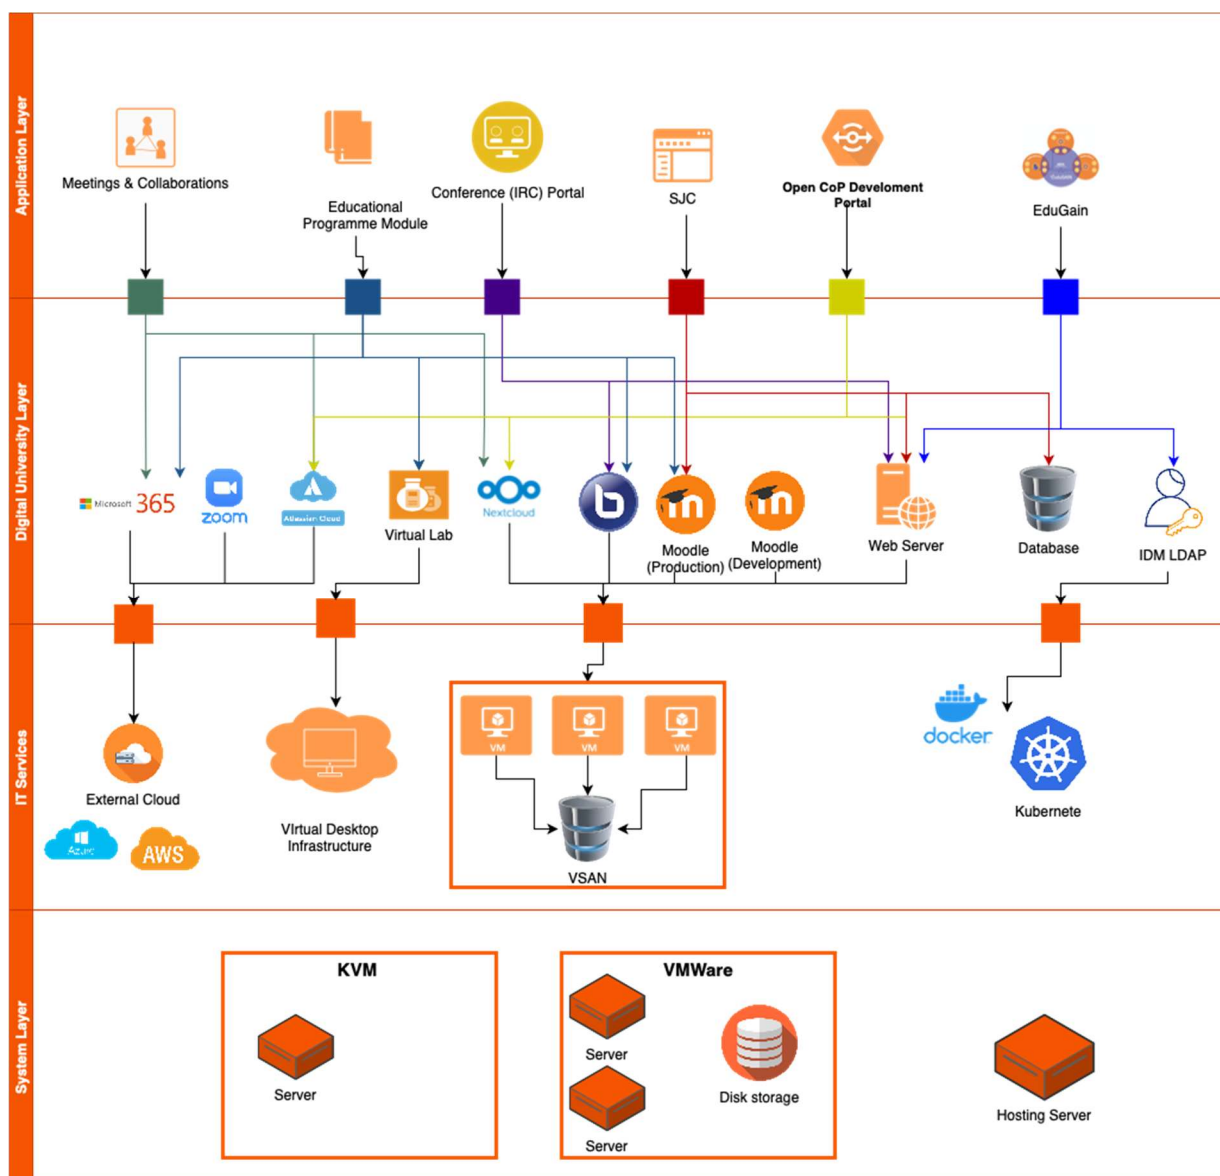 Application Layer
Meetings & Collaborations
Educational
Programme Module
Conference (IRC) Portal
SJC
Open CoP Develoment
Portal
EduGain
Digital University Layer
Microsoft 365
zoom
Atlassian Cloud
Virtual Lab
Nextcloud
b
m
Moodle
(Production)
m
Moodle
(Development)
Web Server
Database
IDM LDAP
IT Services
External Cloud
Azure
AWS
VIrtual Desktop
Infrastructure
VM
VM
VM
VSAN
docker
Kubernete
System Layer
KVM
Server
VMWare
Server
Server
Disk storage
Hosting Server